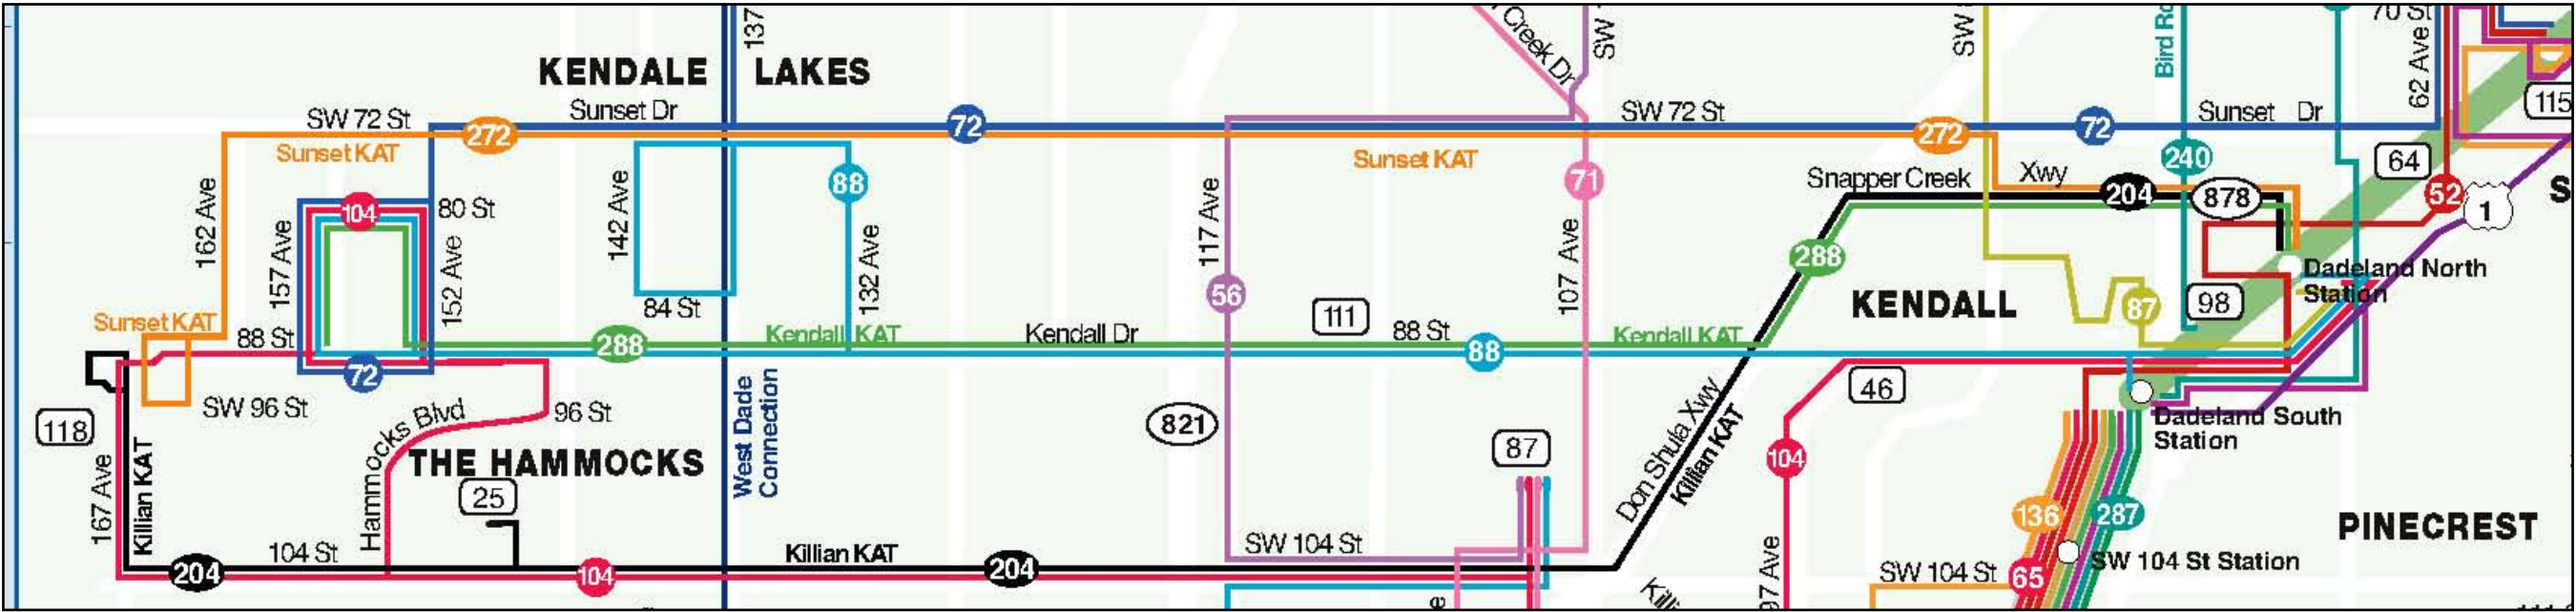 137
KENDALE LAKES
Creek Dr
SW
SW
Bird Rd
70 St
62 Ave
115
SW 72 St
Sunset Dr
272
72
SW 72 St
272
72
Sunset Dr
Sunset KAT
Sunset KAT
240
64
162 Ave
104
80 St
142 Ave
88
117 Ave
71
Snapper Creek Xwy
204
878
52
1
S
157 Ave
152 Ave
132 Ave
107 Ave
288
Dadeland North
Station
84 St
56
111
KENDALL
87
98
Sunset KAT
88 St
288
Kendall KAT
Kendall Dr
88 St
88
Kendall KAT
72
SW 96 St
Hammocks Blvd
96 St
West Dade
Connection
821
46
Dadeland South
Station
118
167 Ave
Killian KAT
THE HAMMOCKS
25
87
Don Shula Xwy
Killian KAT
104
136
287
PINECREST
104 St
204
104
Killian KAT
204
SW 104 St
97 Ave
SW 104 St Station
SW 104 St
65
Killi
e